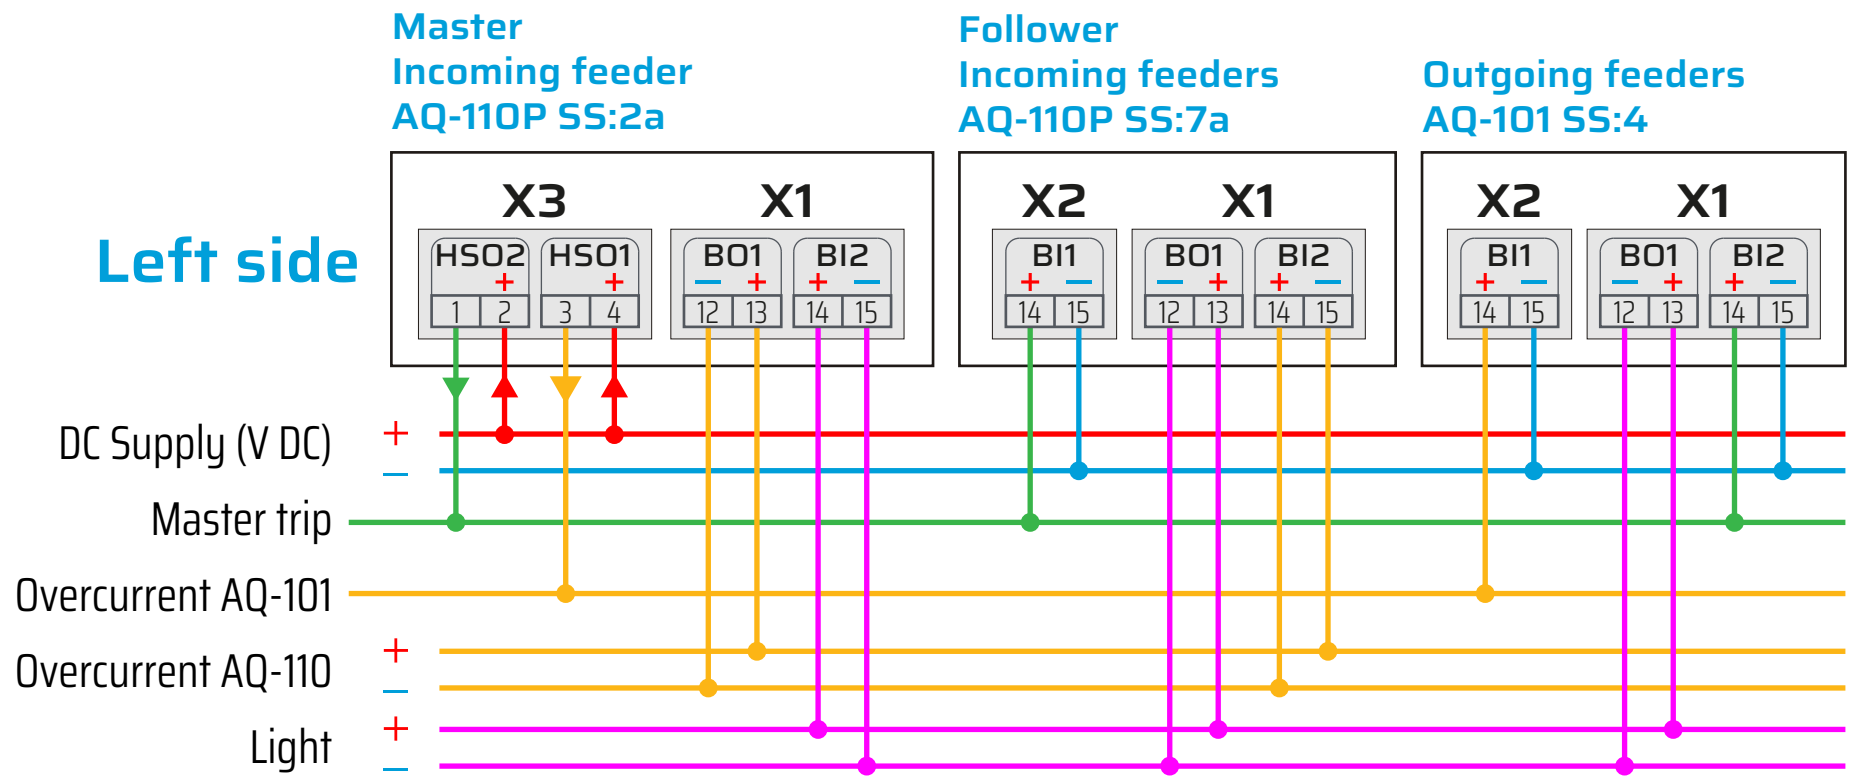 Master
Incoming feeder
AQ-110P SS:2a
Follower
Incoming feeders
AQ-110P SS:7a
Outgoing feeders
AQ-101 SS:4
Left side
X3 X1 X2 X1 X2 X1
HSO2 HSO1 BO1 BI2 BI1 BO1 BI2 BI1 BO1 BI2
+ + − + + − + − − + + − + − − + + −
1 2 3 4 12 13 14 15 14 15 12 13 14 15 14 15 12 13 14 15
DC Supply (V DC) +
−
Master trip
Overcurrent AQ-101
+
Overcurrent AQ-110
−
+
Light
−